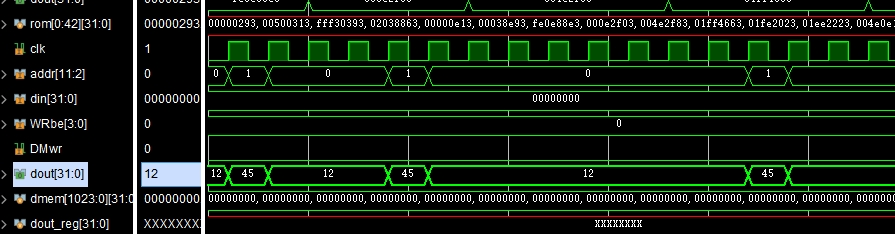 rom[0:42][31:0] 00000293 00000293, 00500313, fff30393, 02038863, 00000e13, 00038e93, fe0e88e3, 000e2f03, 004e2f83, 01ff4663, 01fe2023, 01ee2223, 004e0e1
clk 1
addr[11:2] 0 0 1 0 1 0 1
din[31:0] 00000000 00000000
WRbe[3:0] 0 0
DMwr 0
dout[31:0] 12 12 45 12 45 12 45
dmem[1023:0][31:0 00000000 00000000, 00000000, 00000000, 00000000, 00000000, 00000000, 00000000, 00000000, 00000000, 00000000, 00000000, 00000000, 0000000
dout_reg[31:0] XXXXXXXX XXXXXXXX